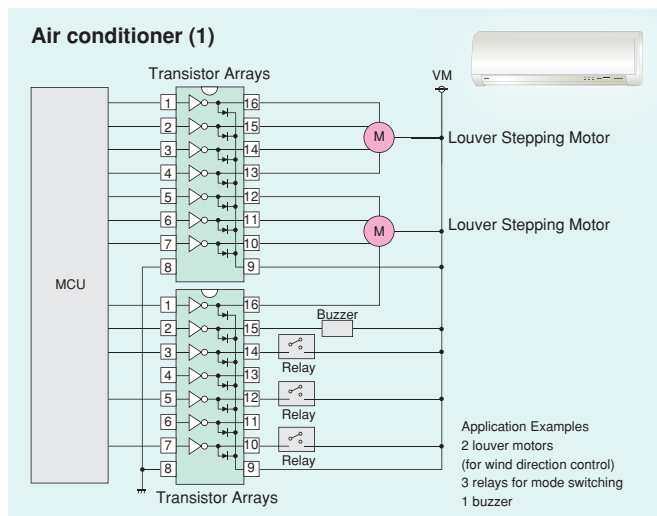 Air conditioner (1)
Transistor Arrays
VM
1 16
2 15
3 14
4 13
5 12
6 11
7 10
8 9
M
Louver Stepping Motor
M
Louver Stepping Motor
MCU
1 16
2 15
3 14
4 13
5 12
6 11
7 10
8 9
Buzzer
Relay
Relay
Relay
Transistor Arrays
Application Examples
2 louver motors
(for wind direction control)
3 relays for mode switching
1 buzzer